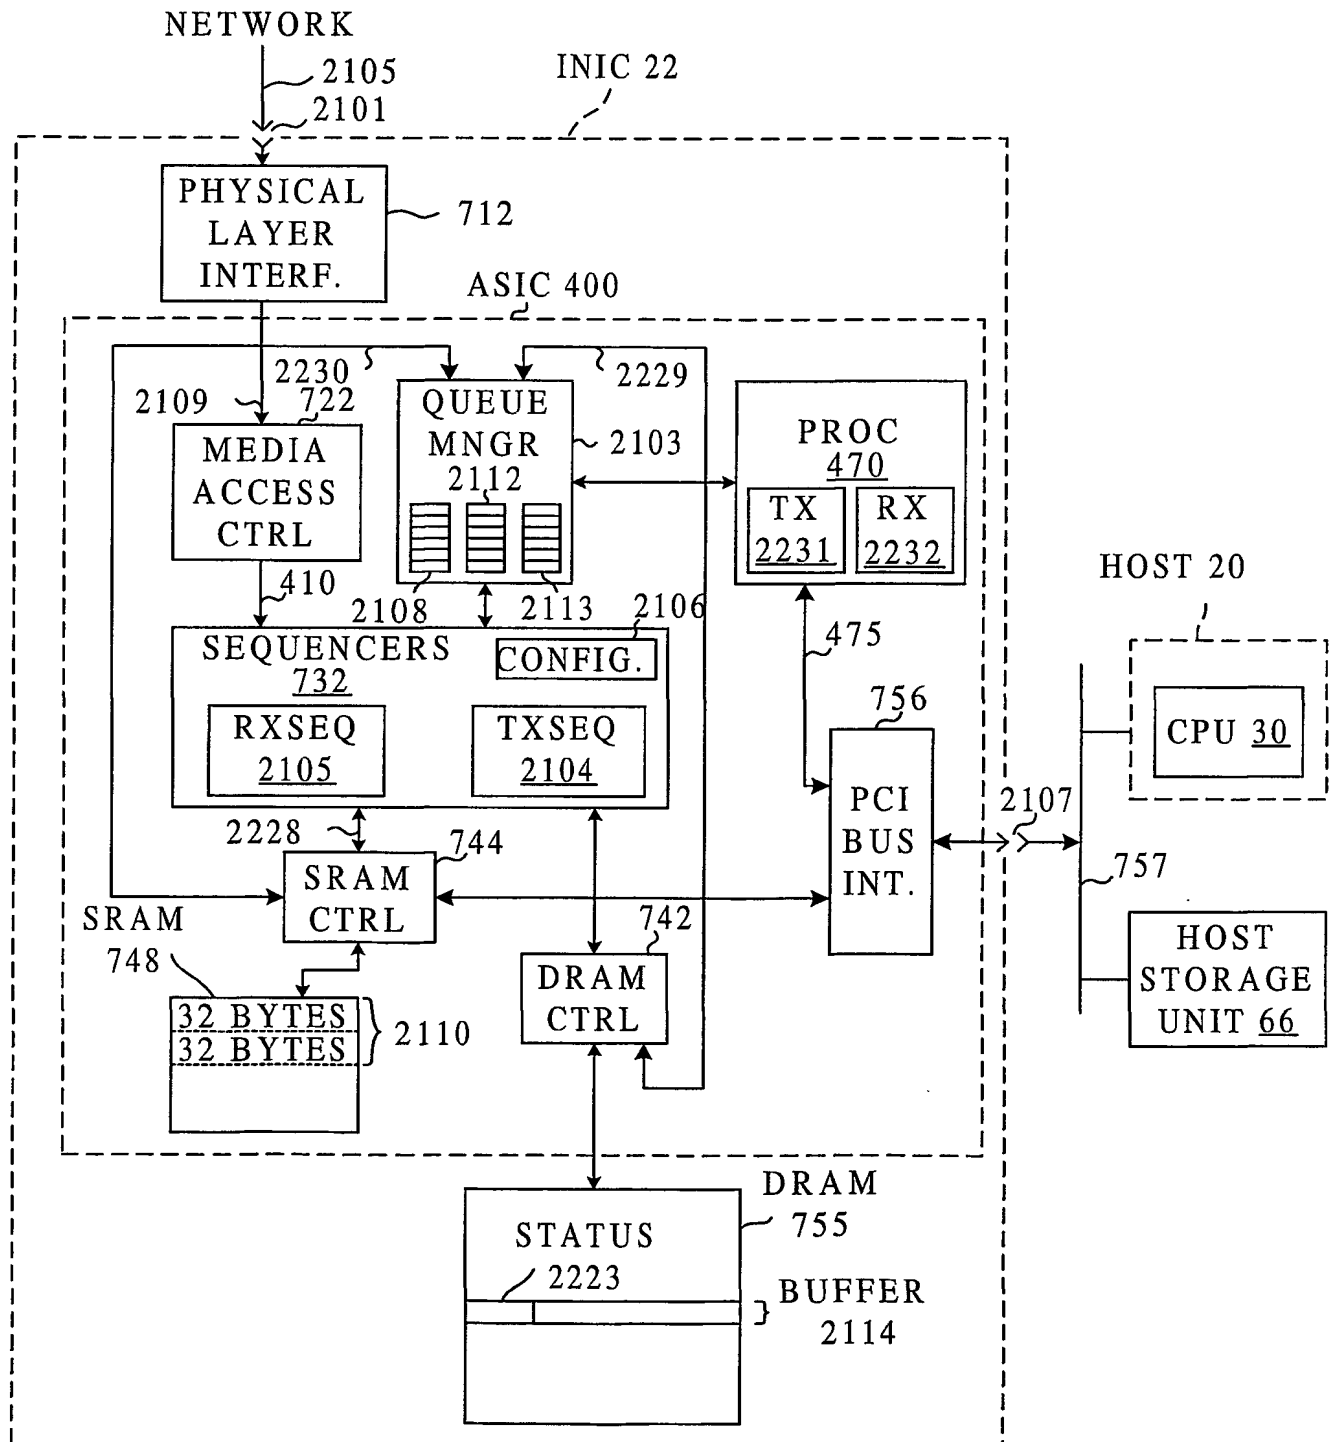 NETWORK
2105
2101
INIC 22
PHYSICAL
LAYER
INTERF.
712
ASIC 400
2230
2229
2109
722
MEDIA
ACCESS
CTRL
QUEUE
MNGR
2112
2103
PROC
470
TX
2231
RX
2232
410
2108
2113
2106
SEQUENCERS
732
CONFIG.
RXSEQ
2105
TXSEQ
2104
475
756
PCI
BUS
INT.
HOST 20
CPU 30
2107
757
HOST
STORAGE
UNIT 66
2228
744
SRAM
CTRL
SRAM
748
742
DRAM
CTRL
32 BYTES
32 BYTES
2110
DRAM
755
STATUS
2223
BUFFER
2114